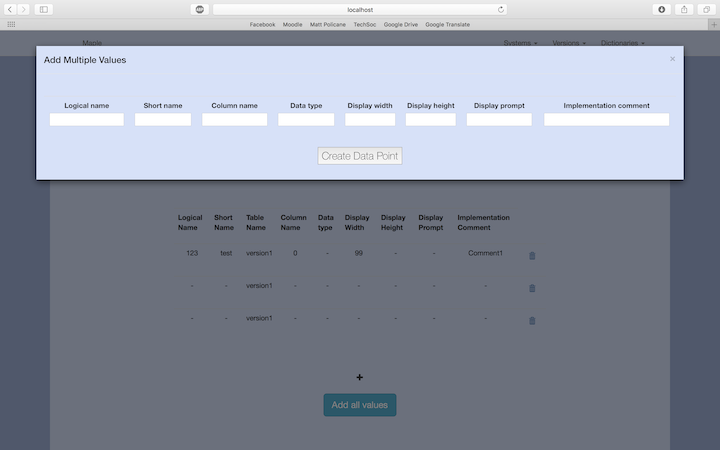 localhost
ABP
Facebook Moodle Matt Policane TechSoc Google Drive Google Translate
Maple Systems Versions Dictionaries
Add Multiple Values ×
Logical name Short name Column name Data type Display width Display height Display prompt Implementation comment
Create Data Point
Logical Short Table Column Data Display Display Display Implementation
Name Name Name Name type Width Height Prompt Comment
123 test version1 0 - 99 - - Comment1
- - version1 - - - - - -
- - version1 - - - - - -
+
Add all values